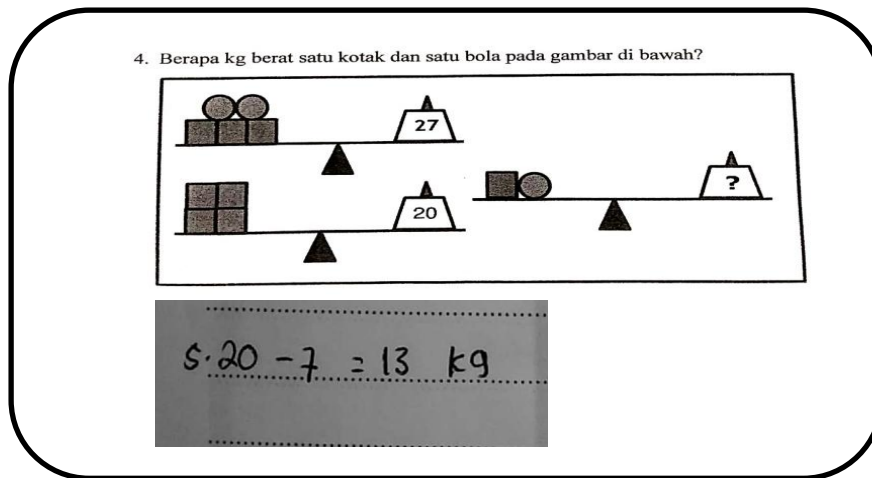 4. Berapa kg berat satu kotak dan satu bola pada gambar di bawah?
27
?
20
5. 20 - 7 = 13 kg